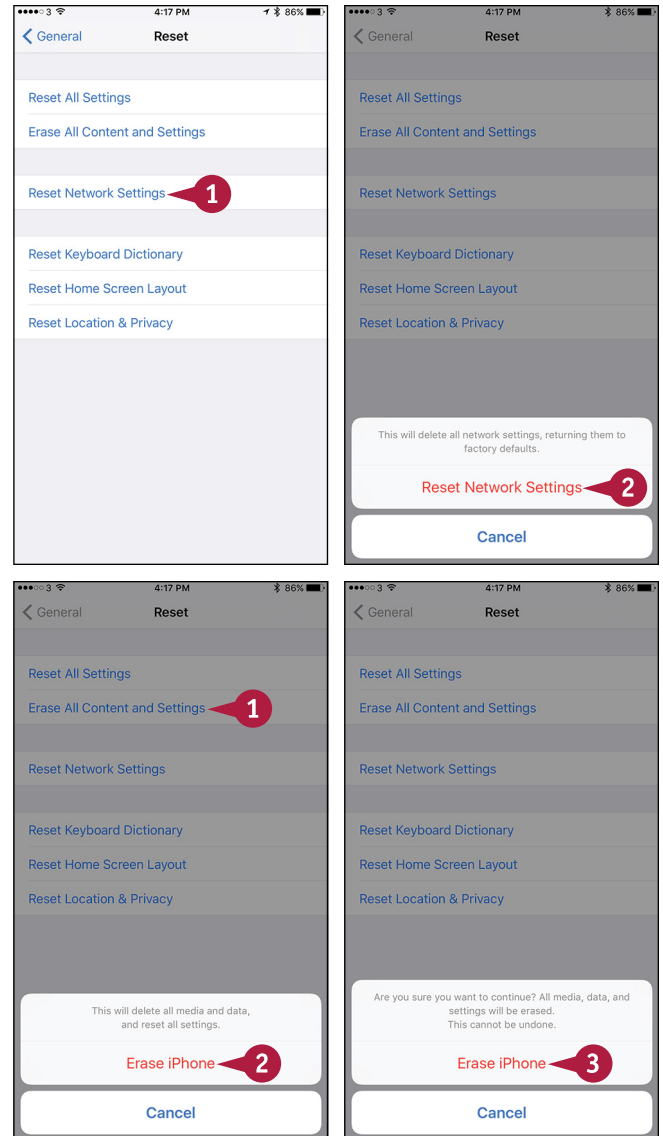 3 4:17 PM 86%
General Reset
Reset All Settings
Erase All Content and Settings
Reset Network Settings 1
Reset Keyboard Dictionary
Reset Home Screen Layout
Reset Location & Privacy
3 4:17 PM 86%
General Reset
Reset All Settings
Erase All Content and Settings
Reset Network Settings
Reset Keyboard Dictionary
Reset Home Screen Layout
Reset Location & Privacy
This will delete all network settings, returning them to
factory defaults.
Reset Network Settings 2
Cancel
3 4:17 PM 86%
General Reset
Reset All Settings
Erase All Content and Settings 1
Reset Network Settings
Reset Keyboard Dictionary
Reset Home Screen Layout
Reset Location & Privacy
This will delete all media and data,
and reset all settings.
Erase iPhone 2
Cancel
3 4:17 PM 86%
General Reset
Reset All Settings
Erase All Content and Settings
Reset Network Settings
Reset Keyboard Dictionary
Reset Home Screen Layout
Reset Location & Privacy
Are you sure you want to continue? All media, data, and
settings will be erased.
This cannot be undone.
Erase iPhone 3
Cancel